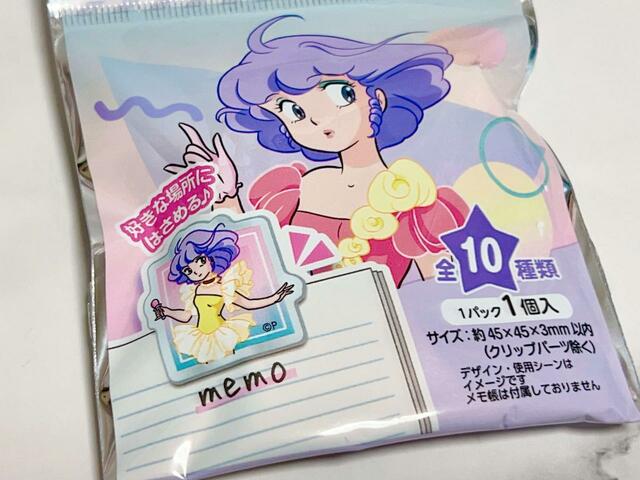 好きな場所に
はさめる♪
©P
memo
全10種類
1パック1個入
サイズ：約45×45×3mm以内
（クリップパーツ除く）
デザイン・使用シーンは
イメージです
メモ帳は付属しておりません